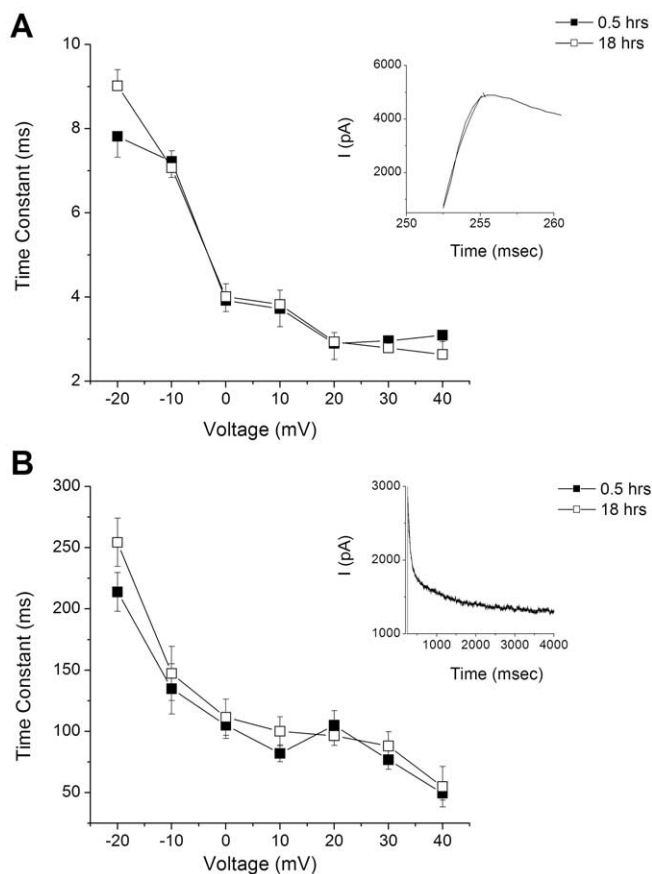 A
0.5 hrs
18 hrs
10
8
6
4
2
Time Constant (ms)
-20 -10 0 10 20 30 40
Voltage (mV)
6000
4000
2000
I (pA)
250 255 260
Time (msec)
B
0.5 hrs
18 hrs
300
250
200
150
100
50
Time Constant (ms)
-20 -10 0 10 20 30 40
Voltage (mV)
3000
2000
1000
I (pA)
1000 2000 3000 4000
Time (msec)